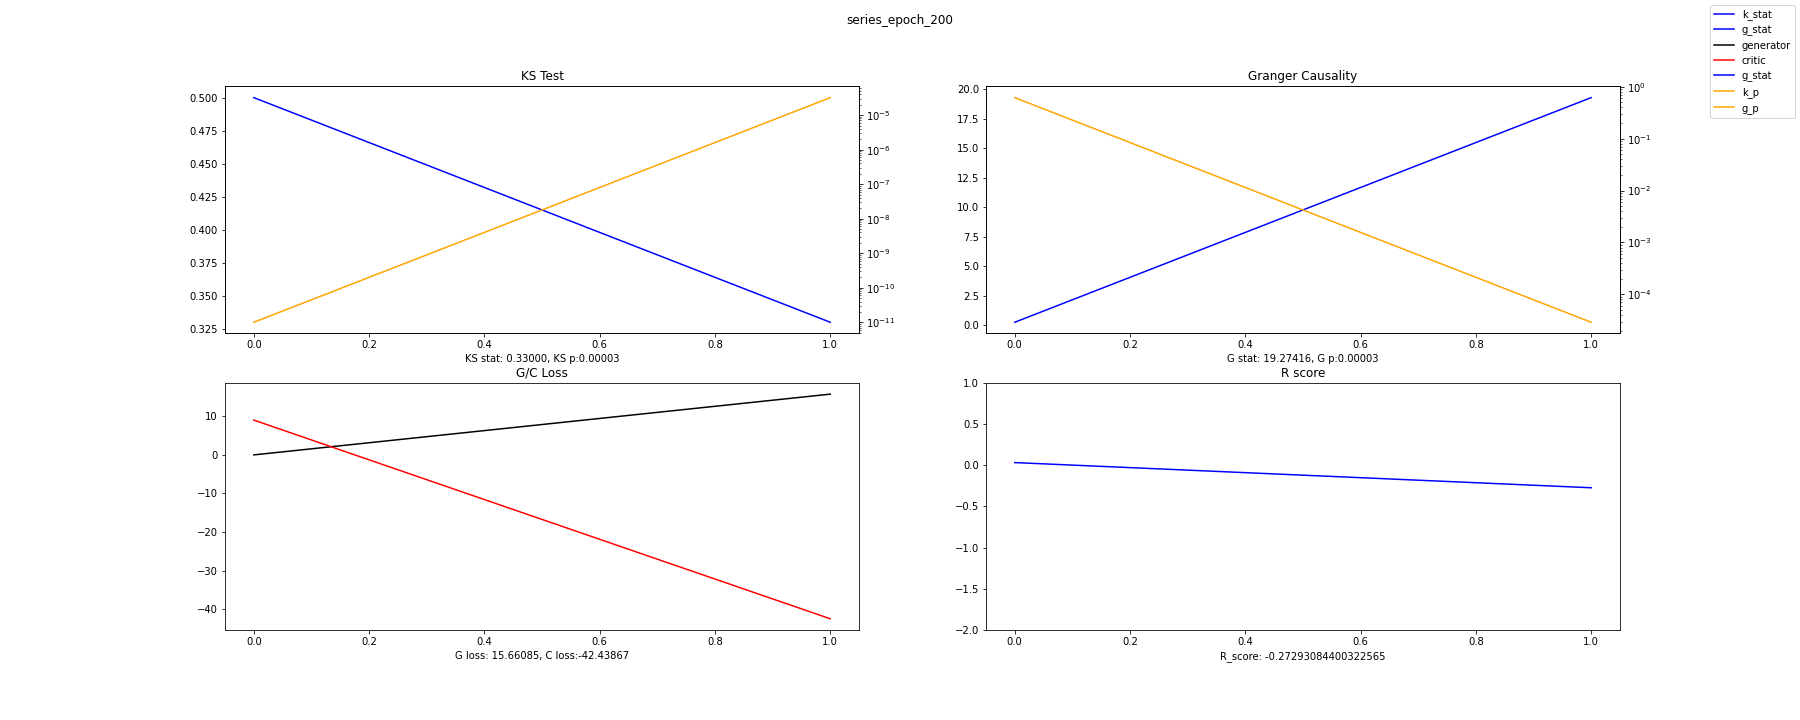 series_epoch_200
k_stat
g_stat
generator
critic
g_stat
k_p
g_p
KS Test
0.500
0.475
0.450
0.425
0.400
0.375
0.350
0.325
10⁻⁵
10⁻⁶
10⁻⁷
10⁻⁸
10⁻⁹
10⁻¹⁰
10⁻¹¹
0.0 0.2 0.4 0.6 0.8 1.0
KS stat: 0.33000, KS p:0.00003
Granger Causality
20.0
17.5
15.0
12.5
10.0
7.5
5.0
2.5
0.0
10⁰
10⁻¹
10⁻²
10⁻³
10⁻⁴
0.0 0.2 0.4 0.6 0.8 1.0
G stat: 19.27416, G p:0.00003
G/C Loss
10
0
−10
−20
−30
−40
0.0 0.2 0.4 0.6 0.8 1.0
G loss: 15.66085, C loss:-42.43867
R score
1.0
0.5
0.0
−0.5
−1.0
−1.5
−2.0
0.0 0.2 0.4 0.6 0.8 1.0
R_score: -0.27293084400322565